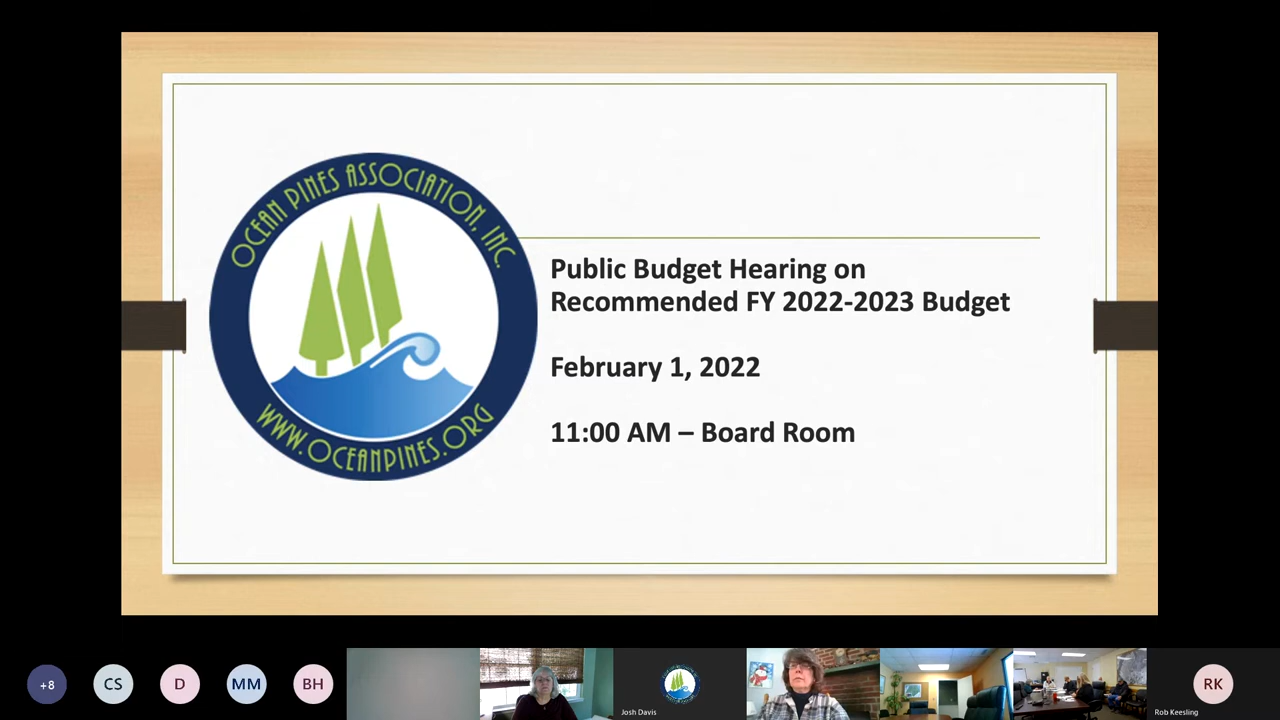 OCEAN PINES ASSOCIATION, INC.
WWW.OCEANPINES.ORG
Public Budget Hearing on
Recommended FY 2022-2023 Budget
February 1, 2022
11:00 AM – Board Room
+8
CS
D
MM
BH
Josh Davis
RK
Rob Keesling